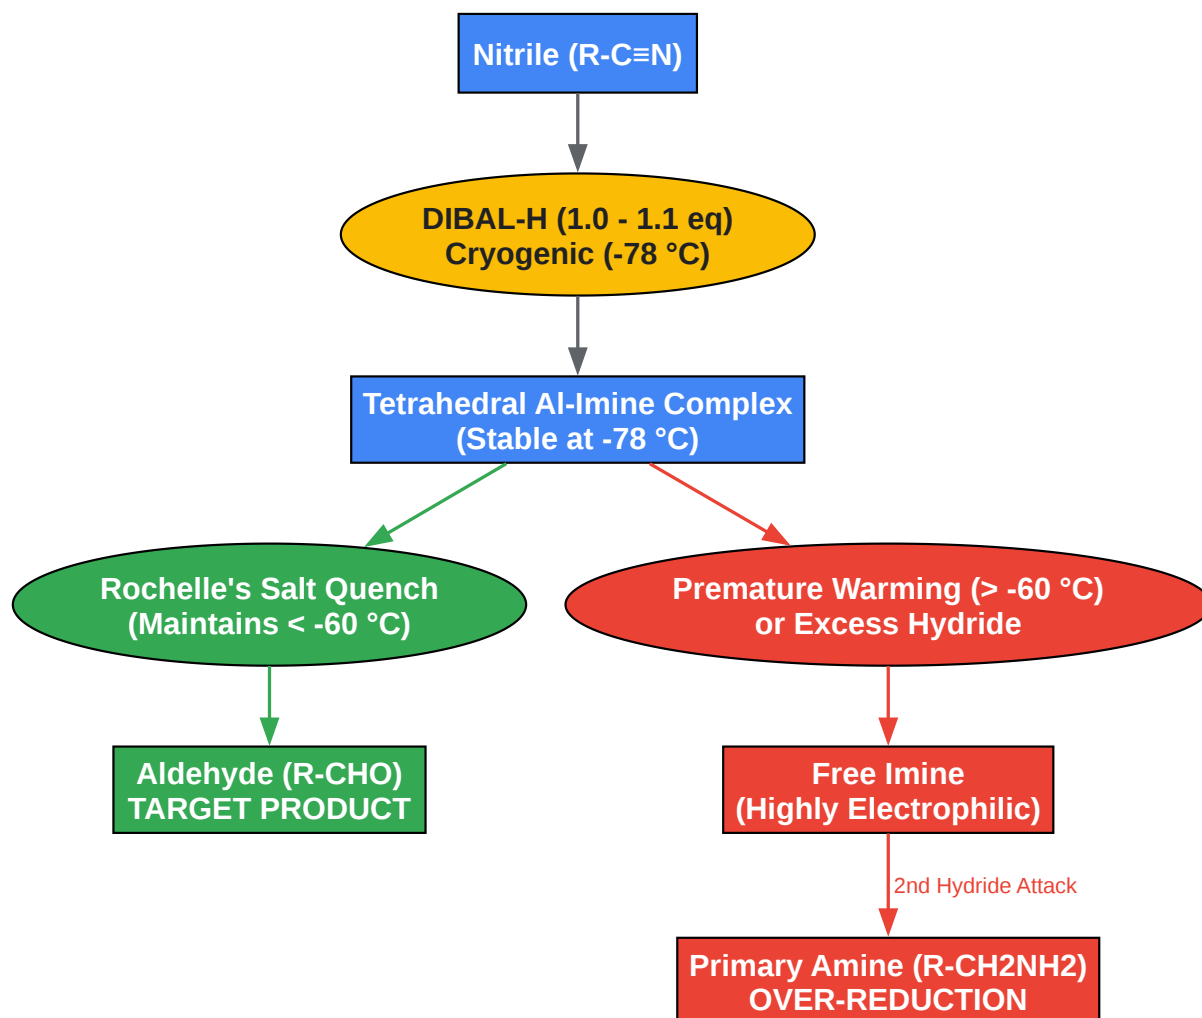 Nitrile (R-C≡N)
DIBAL-H (1.0 - 1.1 eq)
Cryogenic (-78 °C)
Tetrahedral Al-Imine Complex
(Stable at -78 °C)
Rochelle's Salt Quench
(Maintains < -60 °C)
Premature Warming (> -60 °C)
or Excess Hydride
Aldehyde (R-CHO)
TARGET PRODUCT
Free Imine
(Highly Electrophilic)
2nd Hydride Attack
Primary Amine (R-CH2NH2)
OVER-REDUCTION